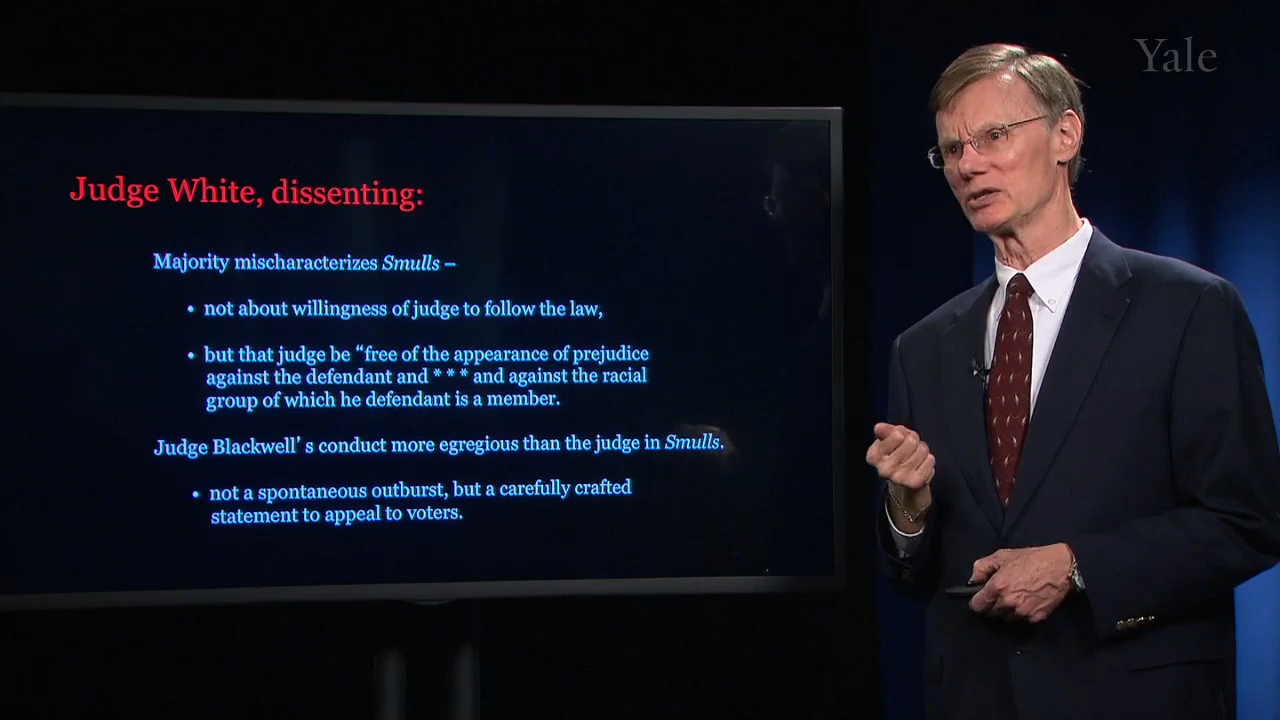 Yale
Judge White, dissenting:
Majority mischaracterizes Smulls –
• not about willingness of judge to follow the law,
• but that judge be “free of the appearance of prejudice
against the defendant and * * * and against the racial
group of which he defendant is a member.
Judge Blackwell’ s conduct more egregious than the judge in Smulls.
• not a spontaneous outburst, but a carefully crafted
statement to appeal to voters.